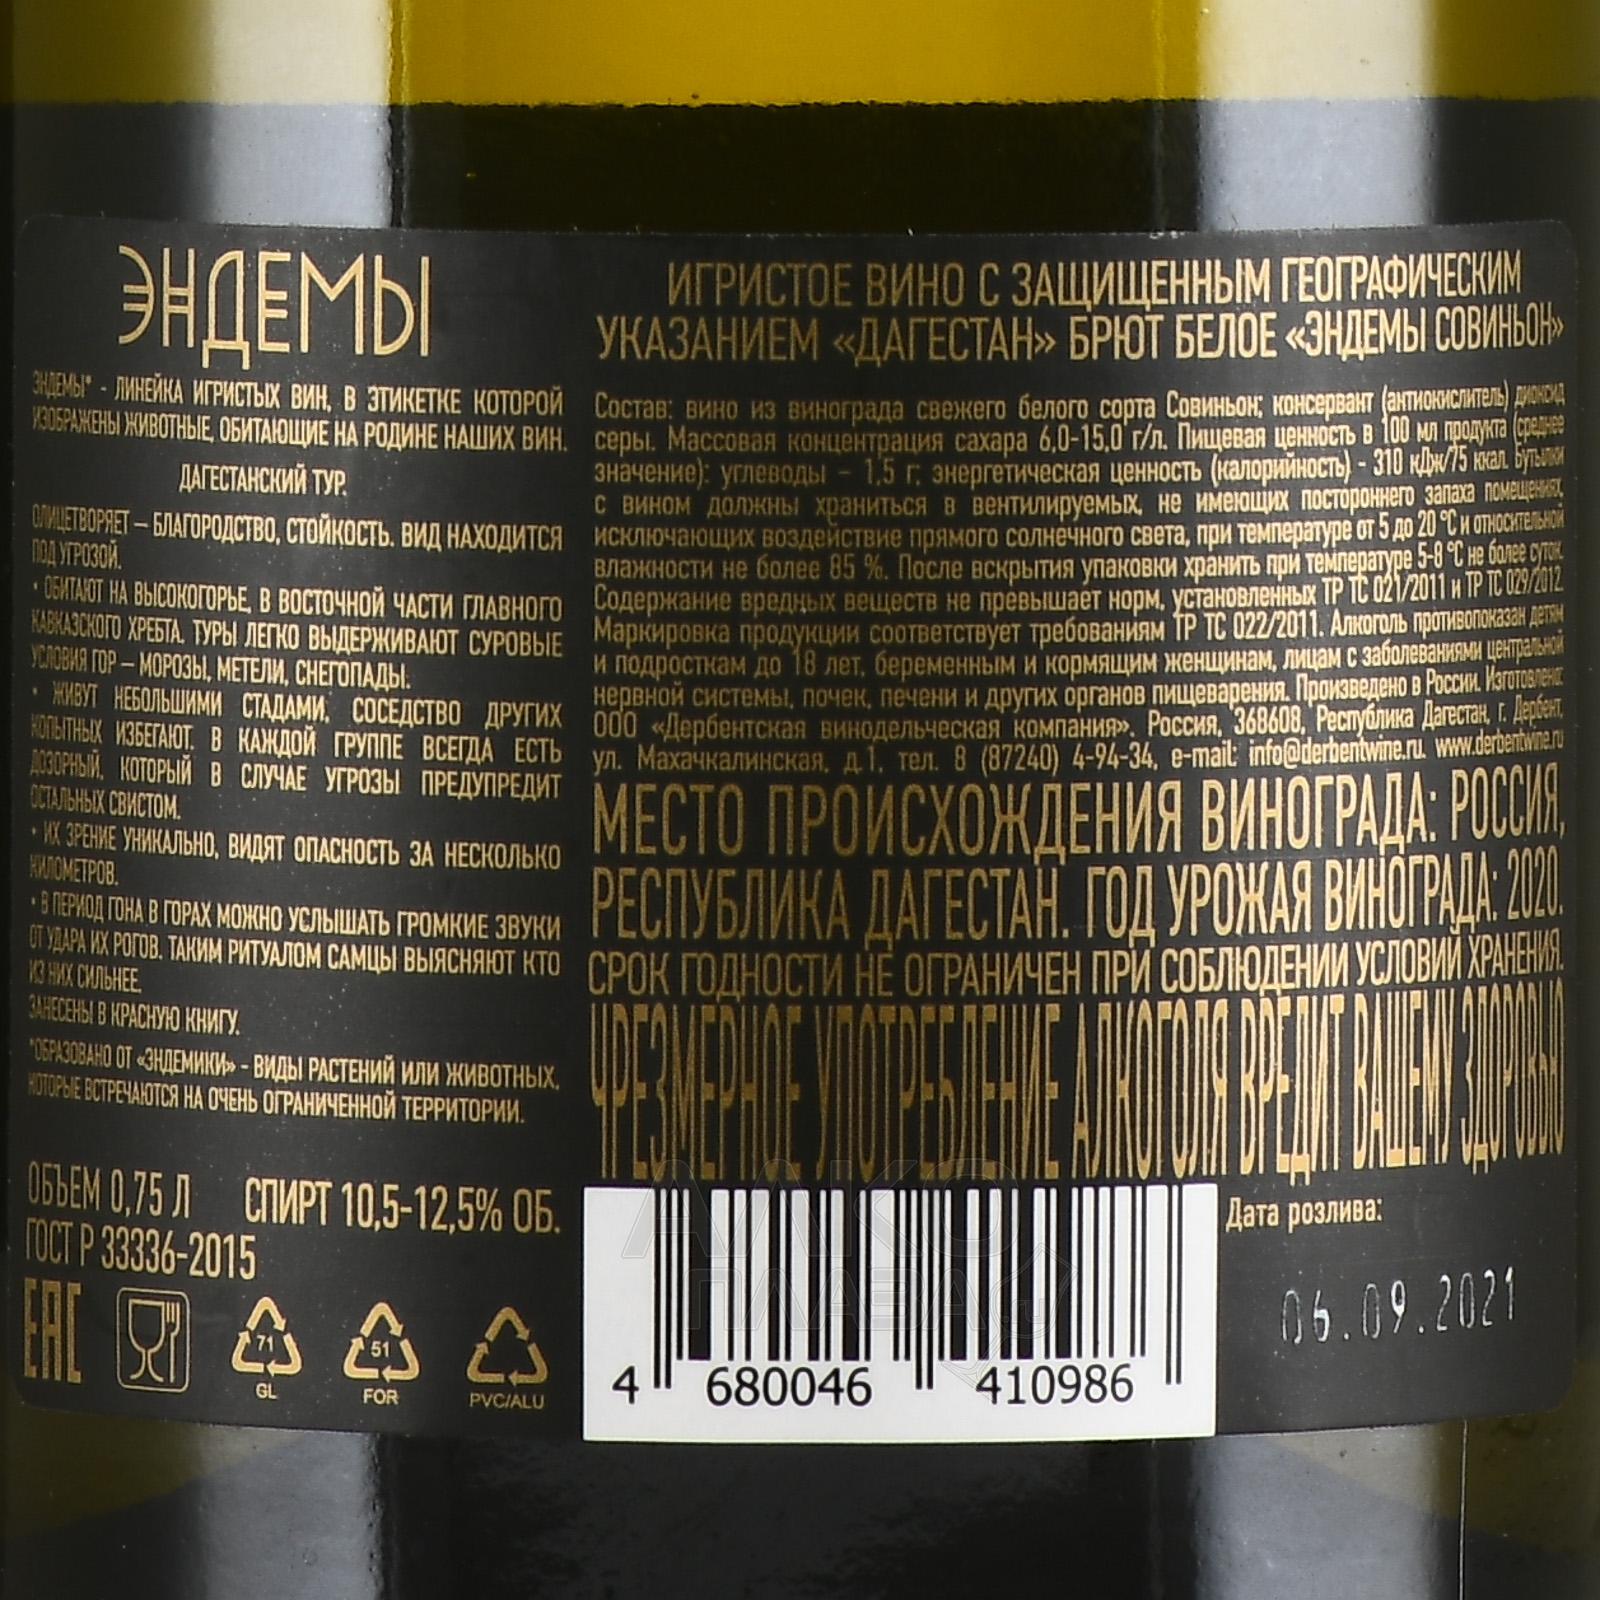 ЭНДЕМЫ
ЭНДЕМЫ* - ЛИНЕЙКА ИГРИСТЫХ ВИН, В ЭТИКЕТКЕ КОТОРОЙ
ИЗОБРАЖЕНЫ ЖИВОТНЫЕ, ОБИТАЮЩИЕ НА РОДИНЕ НАШИХ ВИН.
ДАГЕСТАНСКИЙ ТУР.
ОЛИЦЕТВОРЯЕТ – БЛАГОРОДСТВО, СТОЙКОСТЬ. ВИД НАХОДИТСЯ
ПОД УГРОЗОЙ.
• ОБИТАЮТ НА ВЫСОКОГОРЬЕ, В ВОСТОЧНОЙ ЧАСТИ ГЛАВНОГО
КАВКАЗСКОГО ХРЕБТА. ТУРЫ ЛЕГКО ВЫДЕРЖИВАЮТ СУРОВЫЕ
УСЛОВИЯ ГОР – МОРОЗЫ, МЕТЕЛИ, СНЕГОПАДЫ.
• ЖИВУТ НЕБОЛЬШИМИ СТАДАМИ, СОСЕДСТВО ДРУГИХ
КОПЫТНЫХ ИЗБЕГАЮТ. В КАЖДОЙ ГРУППЕ ВСЕГДА ЕСТЬ
ДОЗОРНЫЙ, КОТОРЫЙ В СЛУЧАЕ УГРОЗЫ ПРЕДУПРЕДИТ
ОСТАЛЬНЫХ СВИСТОМ.
• ИХ ЗРЕНИЕ УНИКАЛЬНО, ВИДЯТ ОПАСНОСТЬ ЗА НЕСКОЛЬКО
КИЛОМЕТРОВ.
• В ПЕРИОД ГОНА В ГОРАХ МОЖНО УСЛЫШАТЬ ГРОМКИЕ ЗВУКИ
ОТ УДАРА ИХ РОГОВ. ТАКИМ РИТУАЛОМ САМЦЫ ВЫЯСНЯЮТ КТО
ИЗ НИХ СИЛЬНЕЕ.
ЗАНЕСЕНЫ В КРАСНУЮ КНИГУ.
*ОБРАЗОВАНО ОТ «ЭНДЕМИКИ» - ВИДЫ РАСТЕНИЙ ИЛИ ЖИВОТНЫХ,
КОТОРЫЕ ВСТРЕЧАЮТСЯ НА ОЧЕНЬ ОГРАНИЧЕННОЙ ТЕРРИТОРИИ.
ОБЪЕМ 0,75 Л СПИРТ 10,5-12,5% ОБ.
ГОСТ Р 33336-2015
EAC
71
GL
51
FOR
PVC/ALU
ИГРИСТОЕ ВИНО С ЗАЩИЩЕННЫМ ГЕОГРАФИЧЕСКИМ
УКАЗАНИЕМ «ДАГЕСТАН» БРЮТ БЕЛОЕ «ЭНДЕМЫ СОВИНЬОН»
Состав: вино из винограда свежего белого сорта Совиньон; консервант (антиокислитель) диоксид
серы. Массовая концентрация сахара 6,0-15,0 г/л. Пищевая ценность в 100 мл продукта (среднее
значение): углеводы – 1,5 г; энергетическая ценность (калорийность) - 310 кДж/75 ккал. Бутылки
с вином должны храниться в вентилируемых, не имеющих постороннего запаха помещениях,
исключающих воздействие прямого солнечного света, при температуре от 5 до 20 °С и относительной
влажности не более 85 %. После вскрытия упаковки хранить при температуре 5-8 °С не более суток.
Содержание вредных веществ не превышает норм, установленных ТР ТС 021/2011 и ТР ТС 029/2012.
Маркировка продукции соответствует требованиям ТР ТС 022/2011. Алкоголь противопоказан детям
и подросткам до 18 лет, беременным и кормящим женщинам, лицам с заболеваниями центральной
нервной системы, почек, печени и других органов пищеварения. Произведено в России. Изготовлено:
ООО «Дербентская винодельческая компания». Россия, 368608, Республика Дагестан, г. Дербент,
ул. Махачкалинская, д.1, тел. 8 (87240) 4-94-34, e-mail: info@derbentwine.ru. www.derbentwine.ru
МЕСТО ПРОИСХОЖДЕНИЯ ВИНОГРАДА: РОССИЯ,
РЕСПУБЛИКА ДАГЕСТАН. ГОД УРОЖАЯ ВИНОГРАДА: 2020.
СРОК ГОДНОСТИ НЕ ОГРАНИЧЕН ПРИ СОБЛЮДЕНИИ УСЛОВИЙ ХРАНЕНИЯ.
ЧРЕЗМЕРНОЕ УПОТРЕБЛЕНИЕ АЛКОГОЛЯ ВРЕДИТ ВАШЕМУ ЗДОРОВЬЮ
4 680046 410986
Дата розлива:
06.09.2021
АЛКО
ПЛАЗА.ru